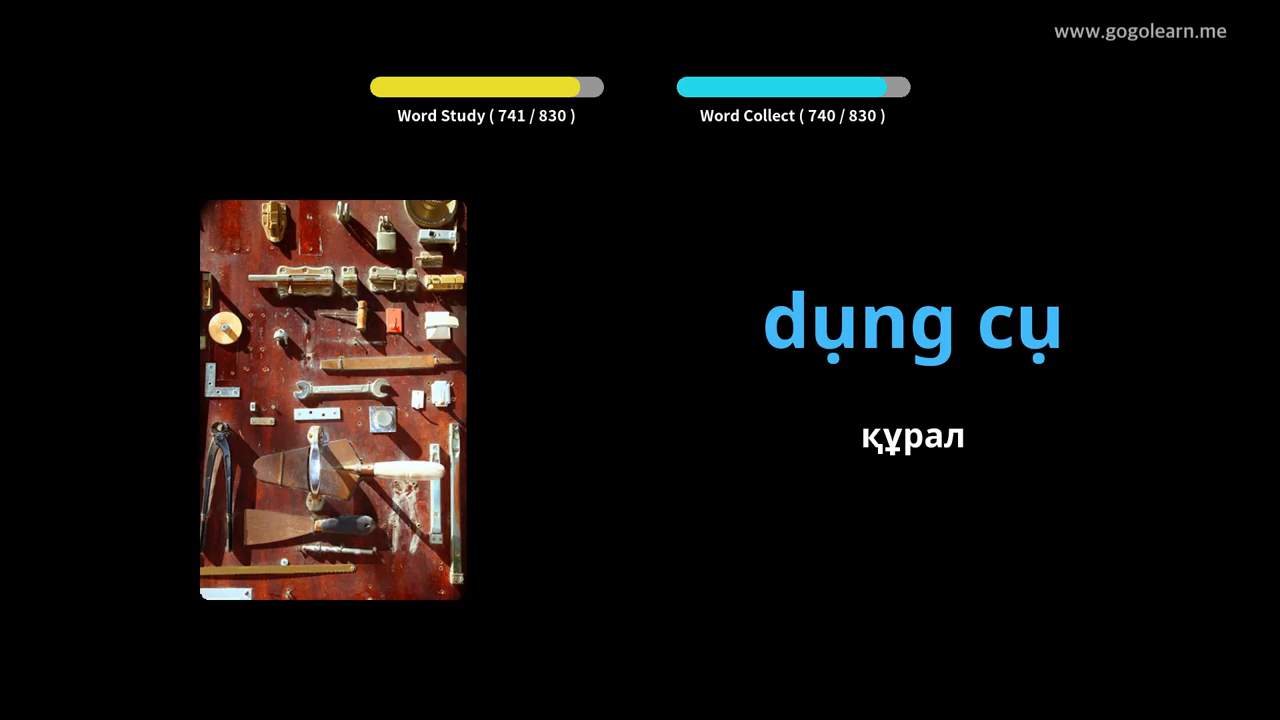 www.gogolearn.me
Word Study ( 741 / 830 )
Word Collect ( 740 / 830 )
dụng cụ
құрал